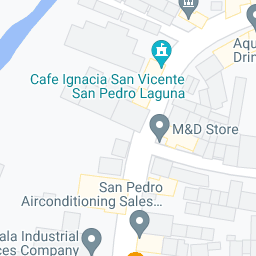 Aqu
Drin
Cafe Ignacia San Vicente
San Pedro Laguna
M&D Store
San Pedro
Airconditioning Sales...
ala Industrial
ces Company